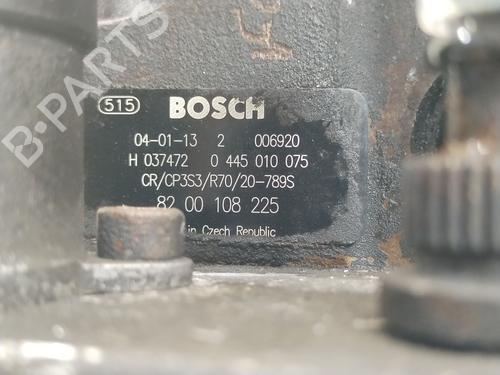 515 BOSCH
04-01-13 2 006920
H 037472 0 445 010 075
CR/CP3S3/R70/20-789S
82 00 108 225
in Czech Republic
B-PARTS